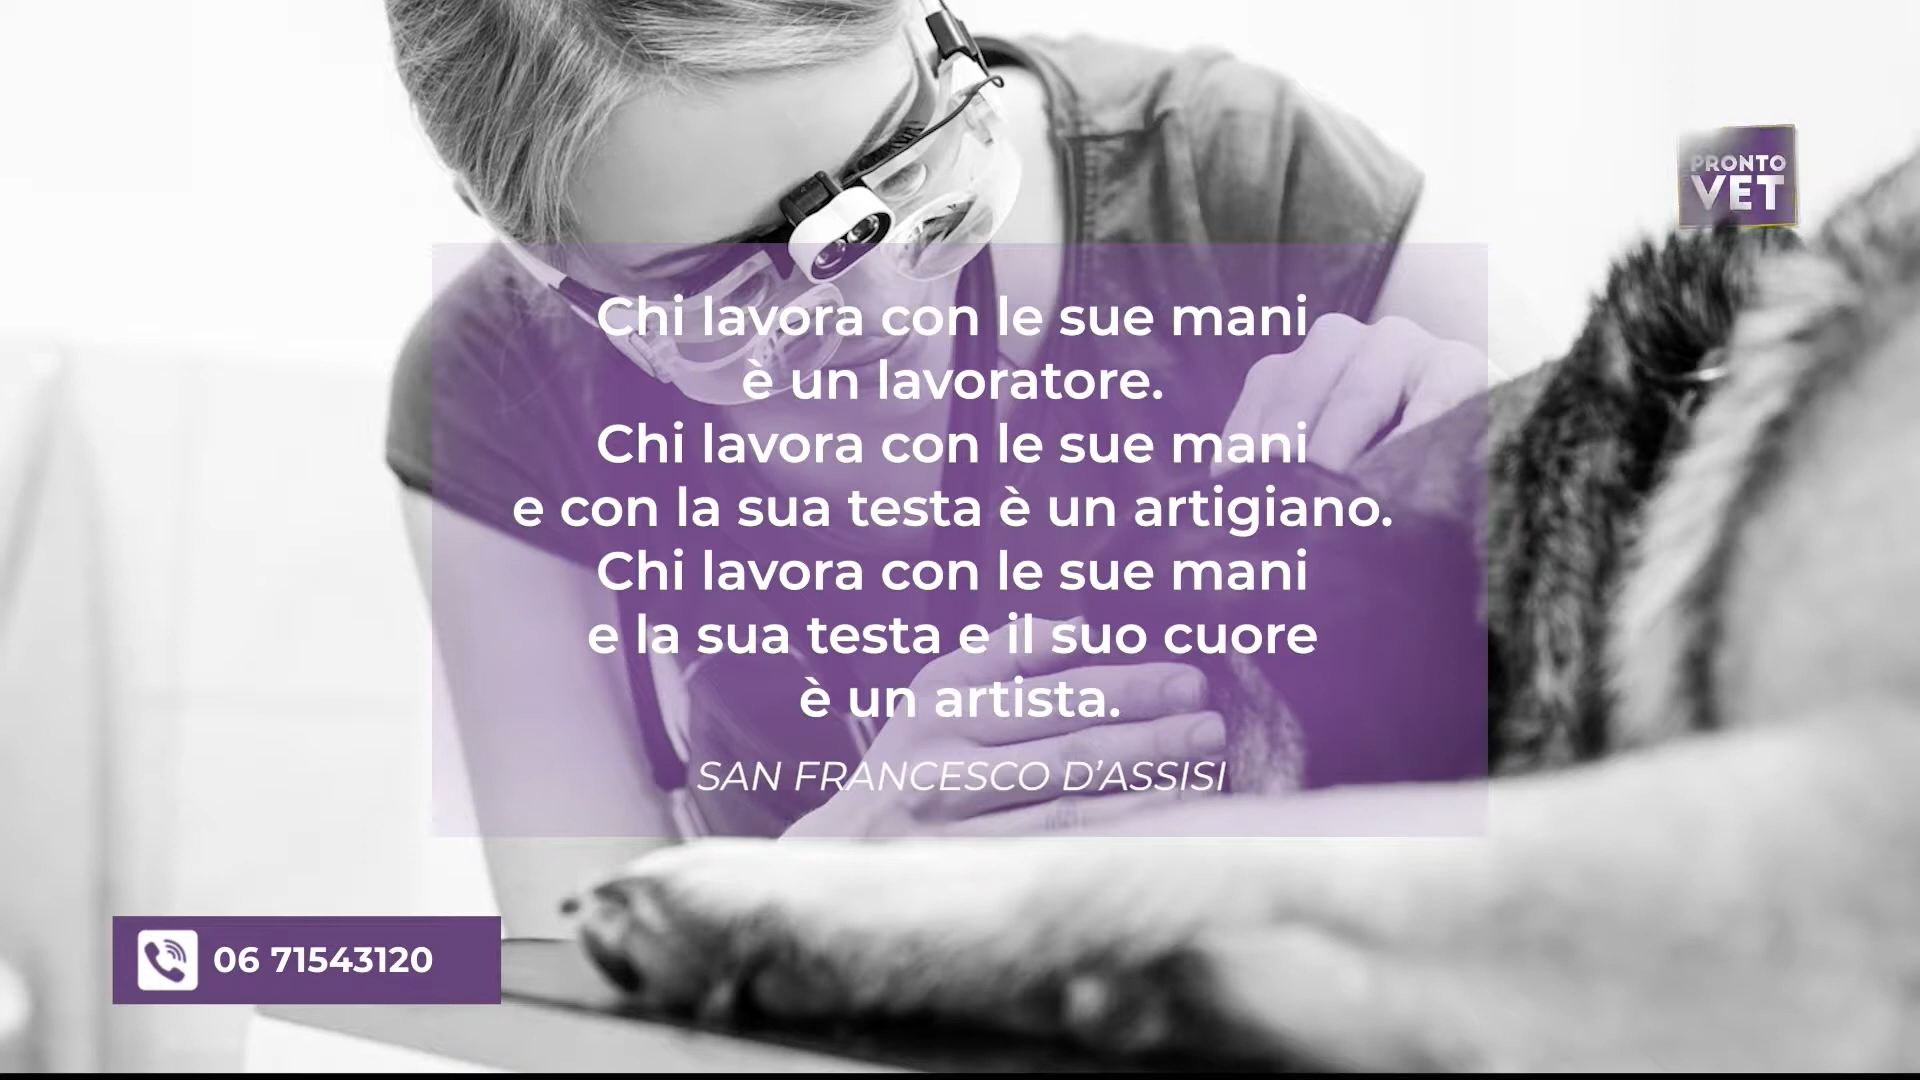 PRONTO
VET
Chi lavora con le sue mani
è un lavoratore.
Chi lavora con le sue mani
e con la sua testa è un artigiano.
Chi lavora con le sue mani
e la sua testa e il suo cuore
è un artista.
SAN FRANCESCO D’ASSISI
06 71543120